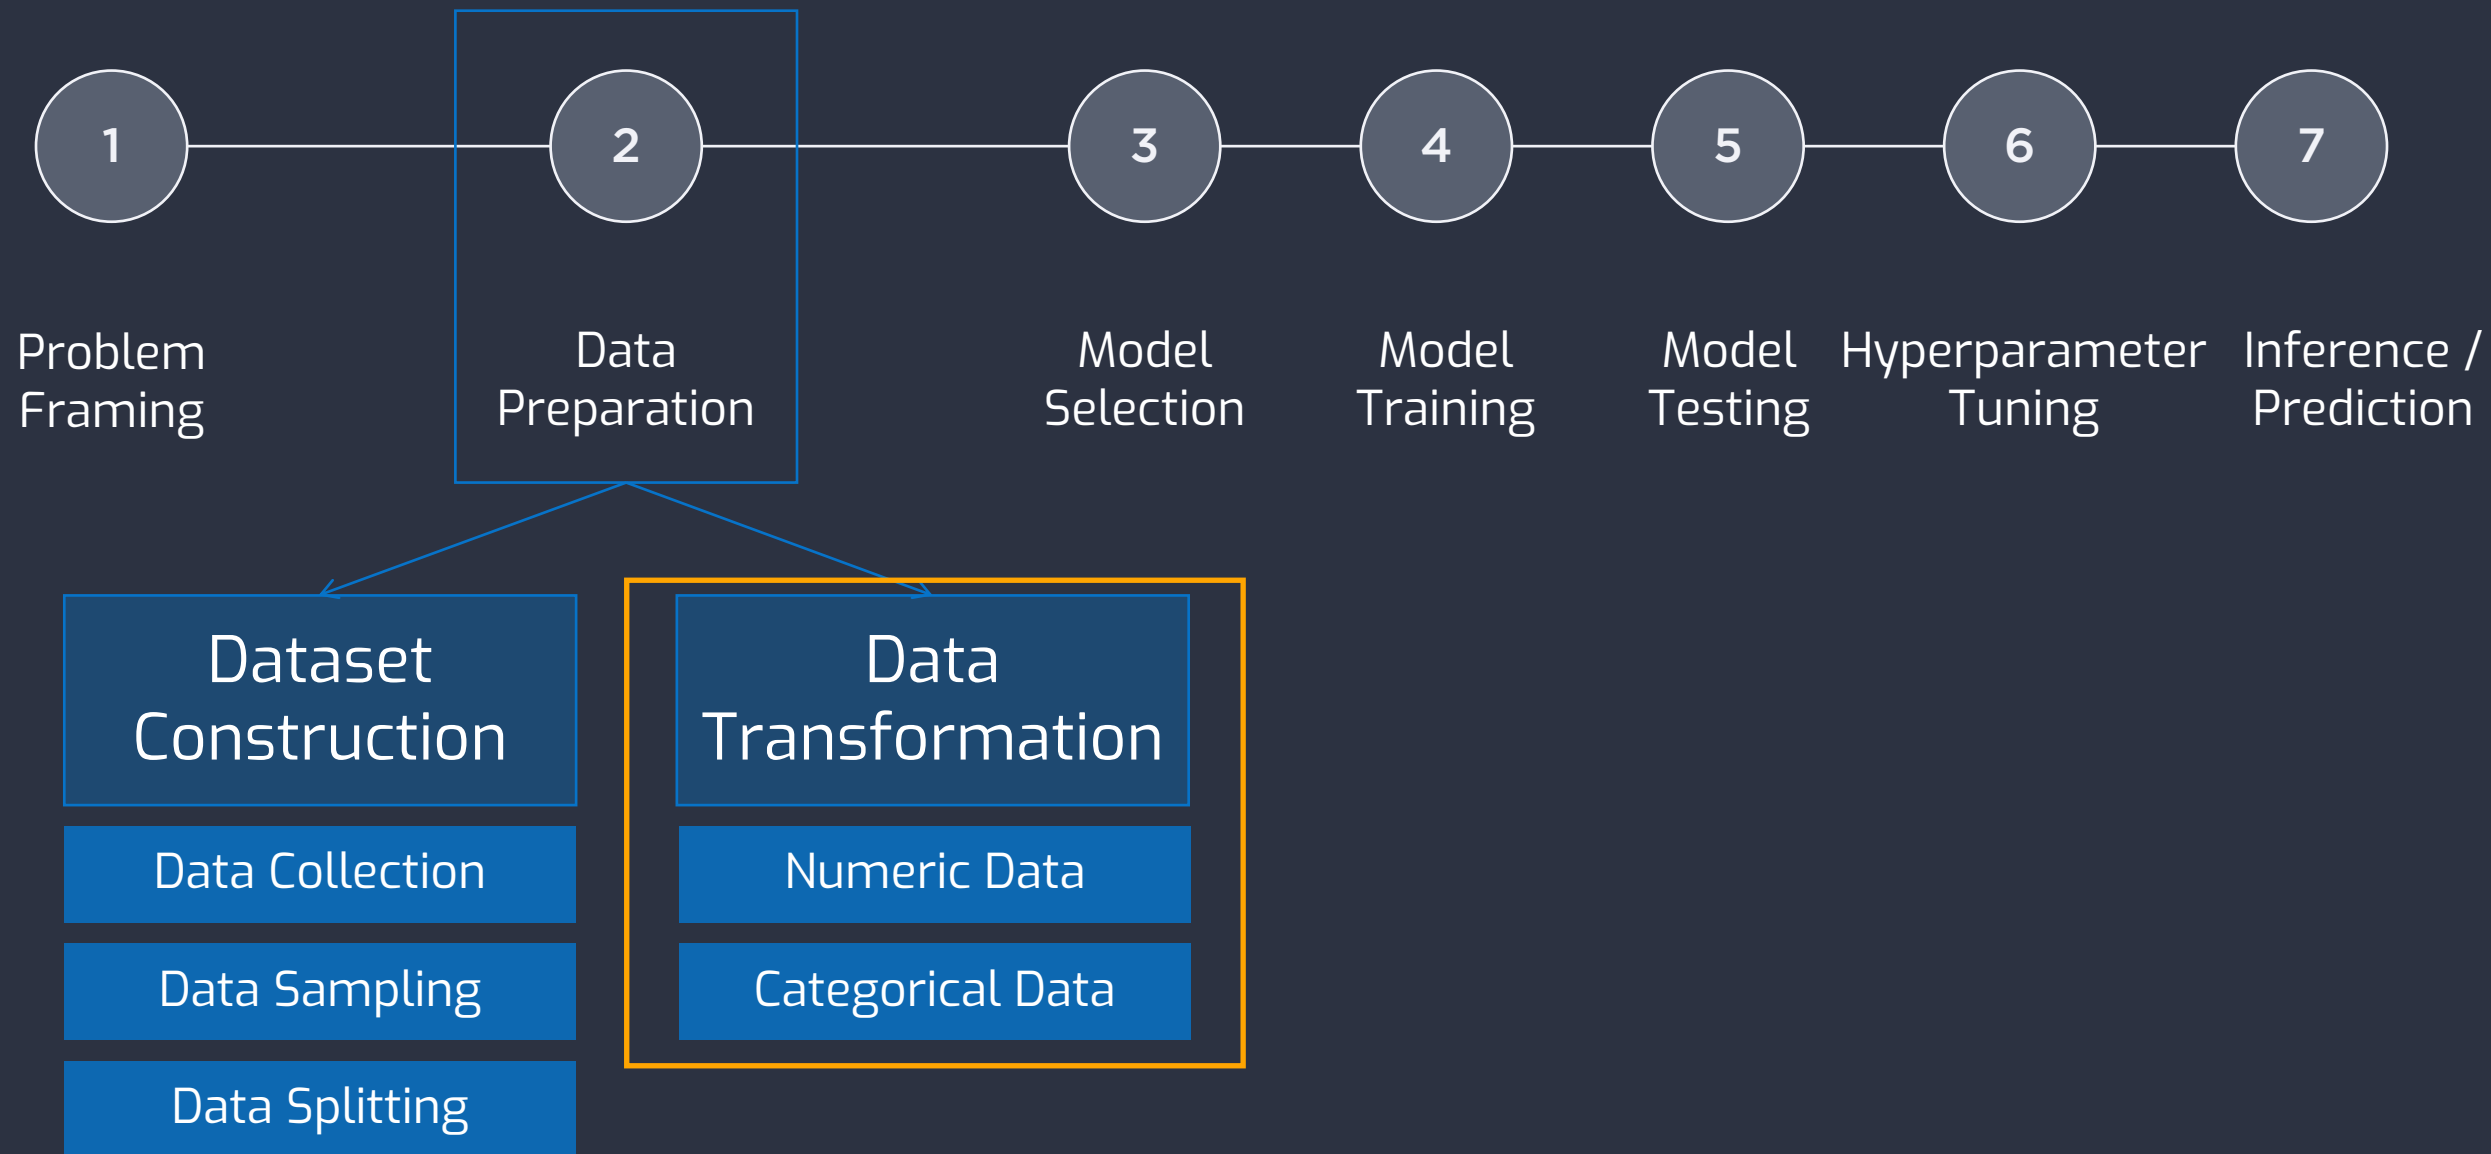 1
2
3
4
5
6
7
Problem
Framing
Data
Preparation
Model
Selection
Model
Training
Model
Testing
Hyperparameter
Tuning
Inference /
Prediction
Dataset
Construction
Data Collection
Data Sampling
Data Splitting
Data
Transformation
Numeric Data
Categorical Data